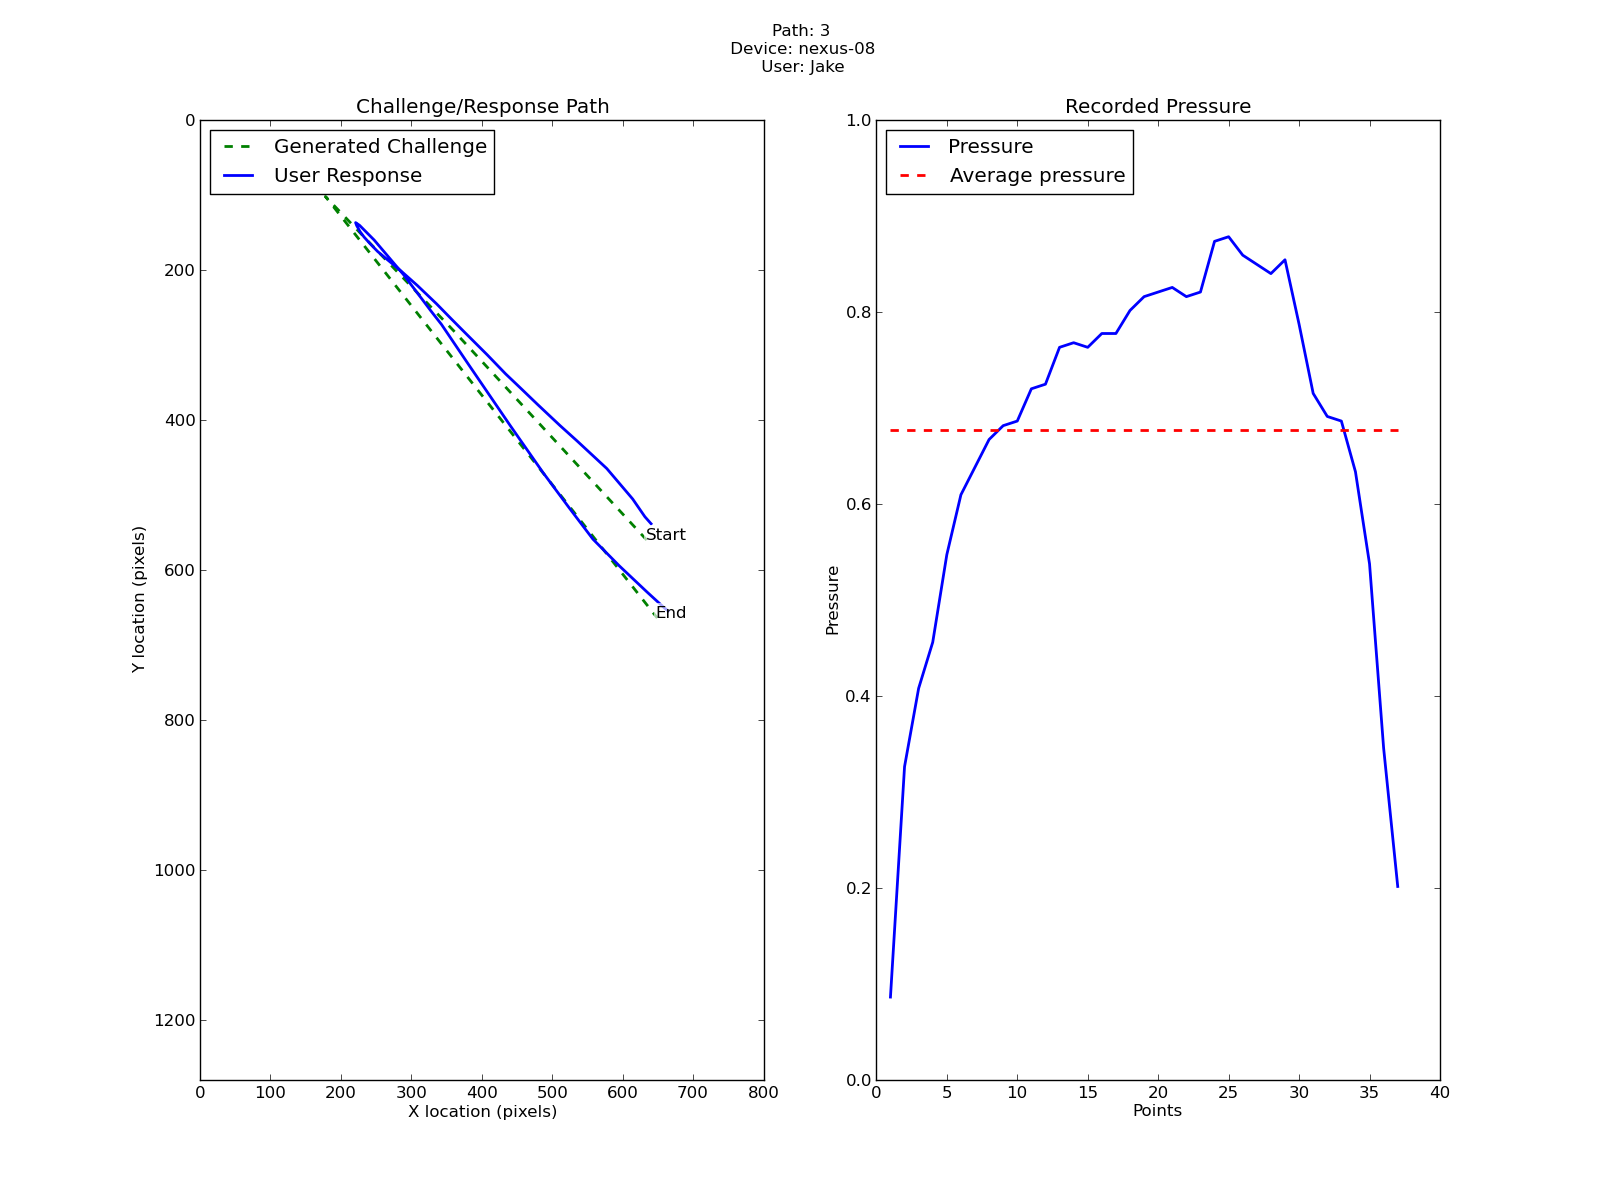 Path: 3
Device: nexus-08
User: Jake
Challenge/Response Path
Generated Challenge
User Response
0
200
400
600
800
1000
1200
Y location (pixels)
Start
End
0 100 200 300 400 500 600 700 800
X location (pixels)
Recorded Pressure
Pressure
Average pressure
1.0
0.8
0.6
0.4
0.2
0.0
Pressure
0 5 10 15 20 25 30 35 40
Points